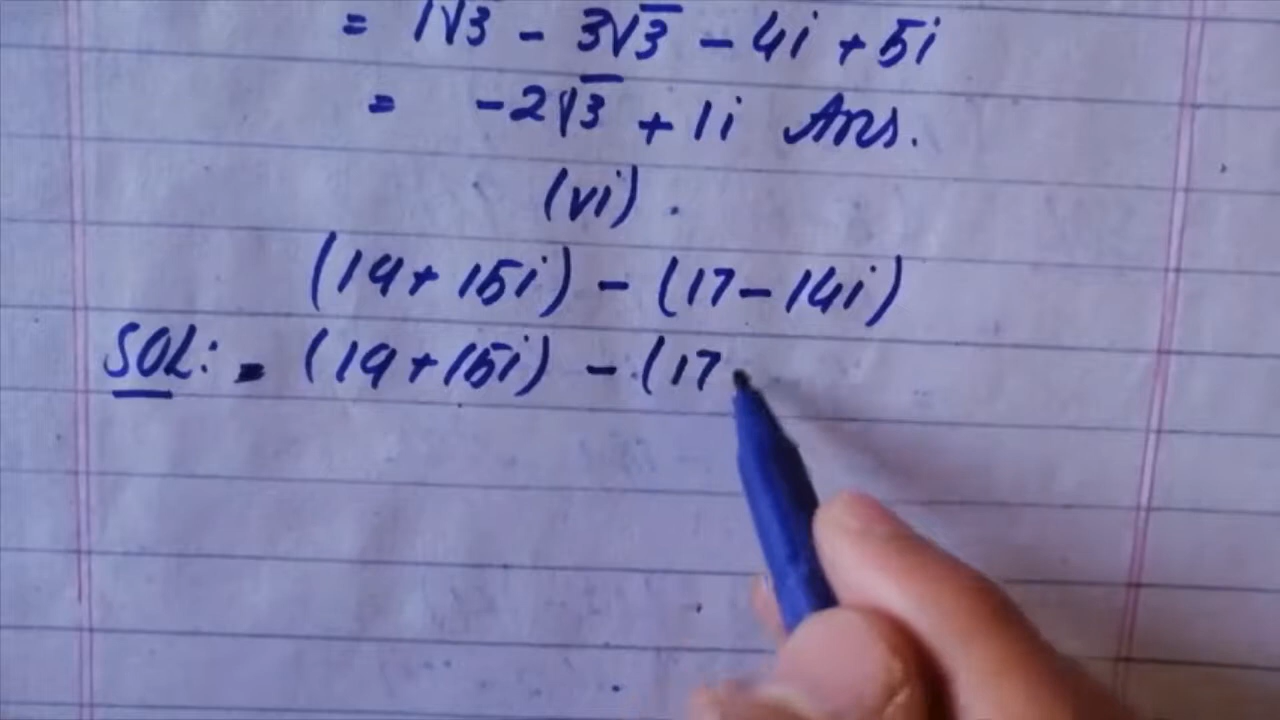 = 1√3 - 3√3 - 4i + 5i
= -2√3 + 1i Ans.
(vi).
(19 + 15i) - (17 - 14i)
SOL: = (19 + 15i) - (17